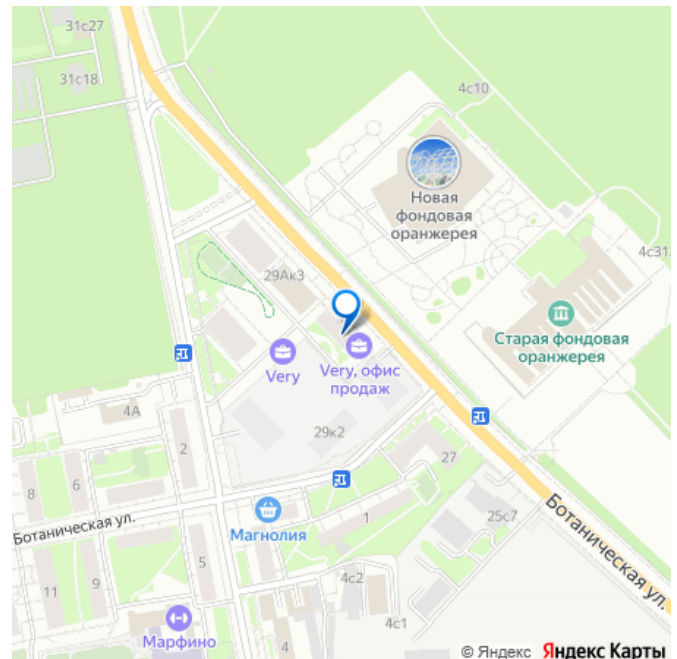 31с27
31с18
4с10
Новая
фондовая
оранжерея
4с31
29Ак3
Старая фондовая
оранжерея
Very
Very, офис
продаж
4А
2
29к2
27
8
6
Ботаническая ул.
Магнолия
1
25с7
Ботаническая ул.
5
11
9
4с2
4с1
Марфино
4
© Яндекс Яндекс Карты